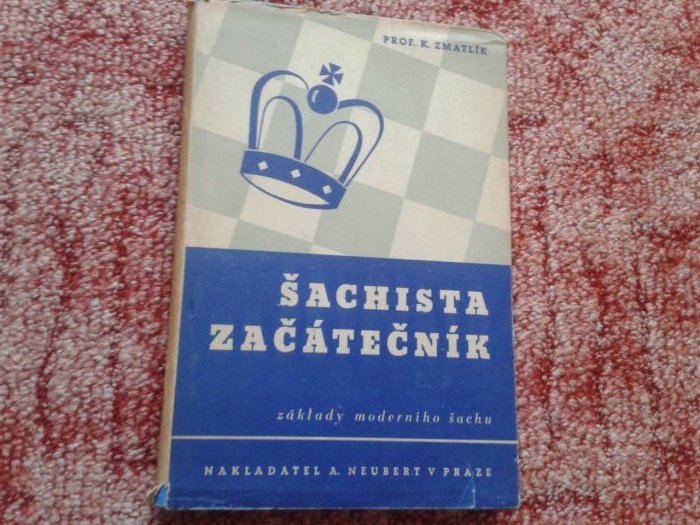 PROF. K. ZMATLÍK
ŠACHISTA
ZAČÁTEČNÍK
základy moderního šachu
NAKLADATEL A. NEUBERT V PRAZE